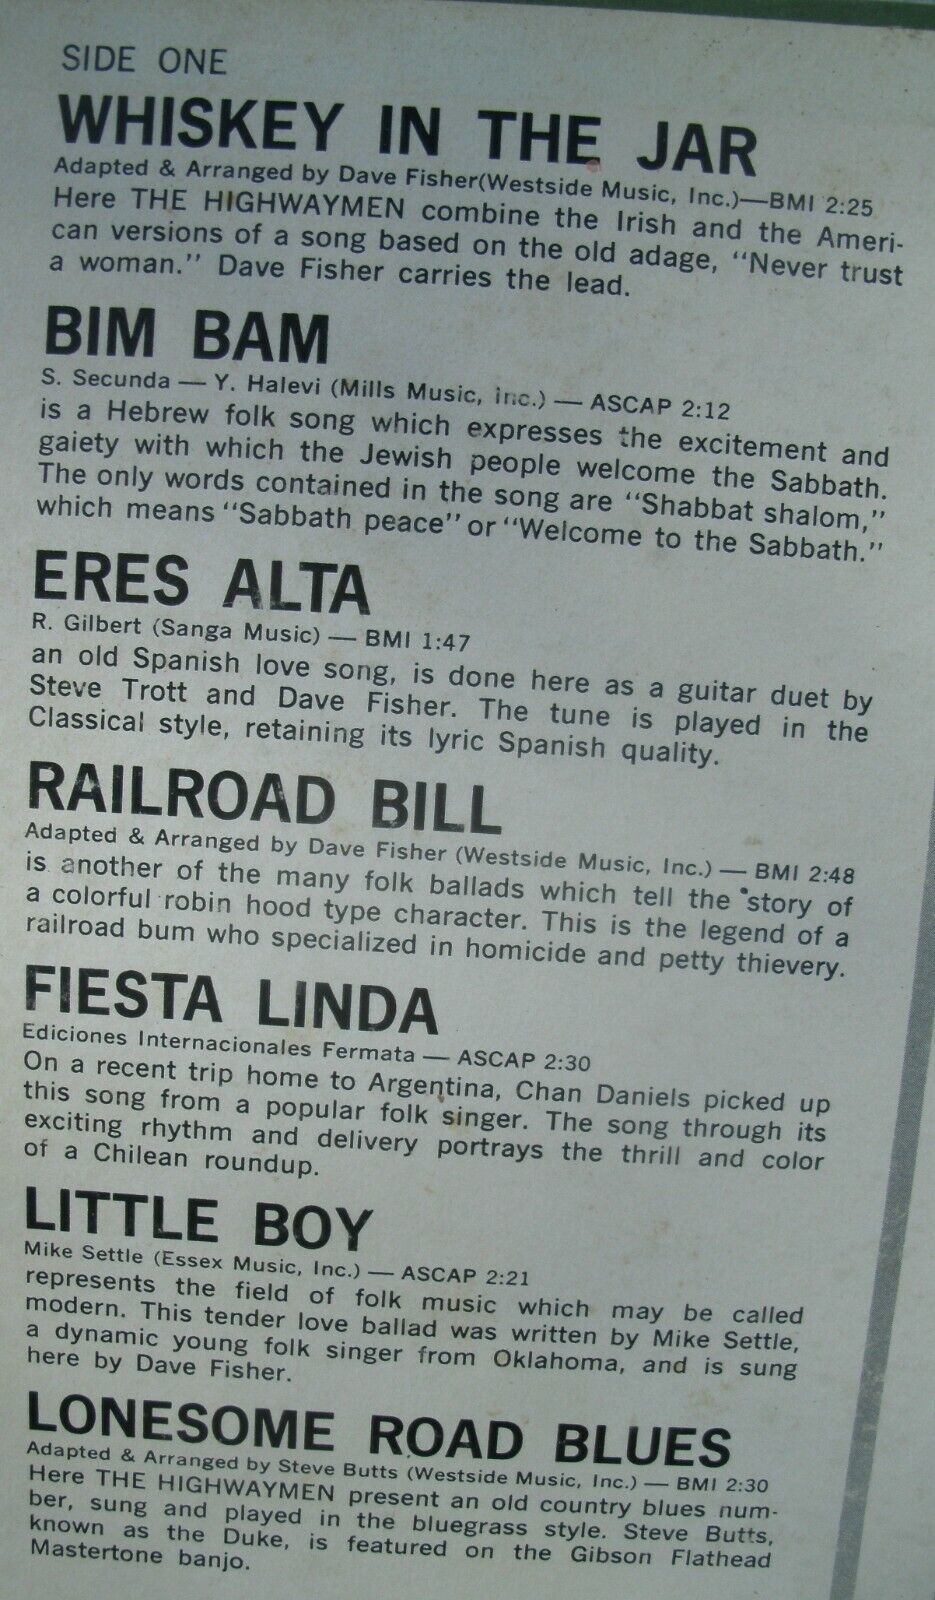 SIDE ONE
WHISKEY IN THE JAR
Adapted & Arranged by Dave Fisher(Westside Music, Inc.)—BMI 2:25
Here THE HIGHWAYMEN combine the Irish and the Ameri-
can versions of a song based on the old adage, "Never trust
a woman." Dave Fisher carries the lead.
BIM BAM
S. Secunda — Y. Halevi (Mills Music, inc.) — ASCAP 2:12
is a Hebrew folk song which expresses the excitement and
gaiety with which the Jewish people welcome the Sabbath.
The only words contained in the song are "Shabbat shalom,"
which means "Sabbath peace" or "Welcome to the Sabbath."
ERES ALTA
R. Gilbert (Sanga Music) — BMI 1:47
an old Spanish love song, is done here as a guitar duet by
Steve Trott and Dave Fisher. The tune is played in the
Classical style, retaining its lyric Spanish quality.
RAILROAD BILL
Adapted & Arranged by Dave Fisher (Westside Music, Inc.) — BMI 2:48
is another of the many folk ballads which tell the story of
a colorful robin hood type character. This is the legend of a
railroad bum who specialized in homicide and petty thievery.
FIESTA LINDA
Ediciones Internacionales Fermata — ASCAP 2:30
On a recent trip home to Argentina, Chan Daniels picked up
this song from a popular folk singer. The song through its
exciting rhythm and delivery portrays the thrill and color
of a Chilean roundup.
LITTLE BOY
Mike Settle (Essex Music, Inc.) — ASCAP 2:21
represents the field of folk music which may be called
modern. This tender love ballad was written by Mike Settle,
a dynamic young folk singer from Oklahoma, and is sung
here by Dave Fisher.
LONESOME ROAD BLUES
Adapted & Arranged by Steve Butts (Westside Music, Inc.) — BMI 2:30
Here THE HIGHWAYMEN present an old country blues num-
ber, sung and played in the bluegrass style. Steve Butts,
known as the Duke, is featured on the Gibson Flathead
Mastertone banjo.